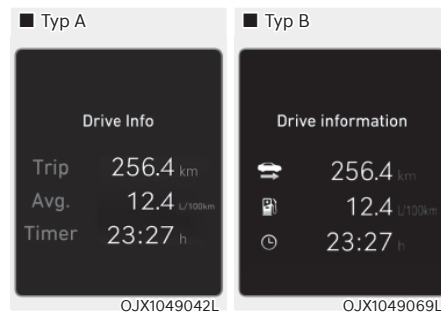 ■ Typ A
Drive Info
Trip 256.4 km
Avg. 12.4 L/100km
Timer 23:27 h
OJX1049042L
■ Typ B
Drive information
256.4 km
12.4 L/100km
23:27 h
OJX1049069L